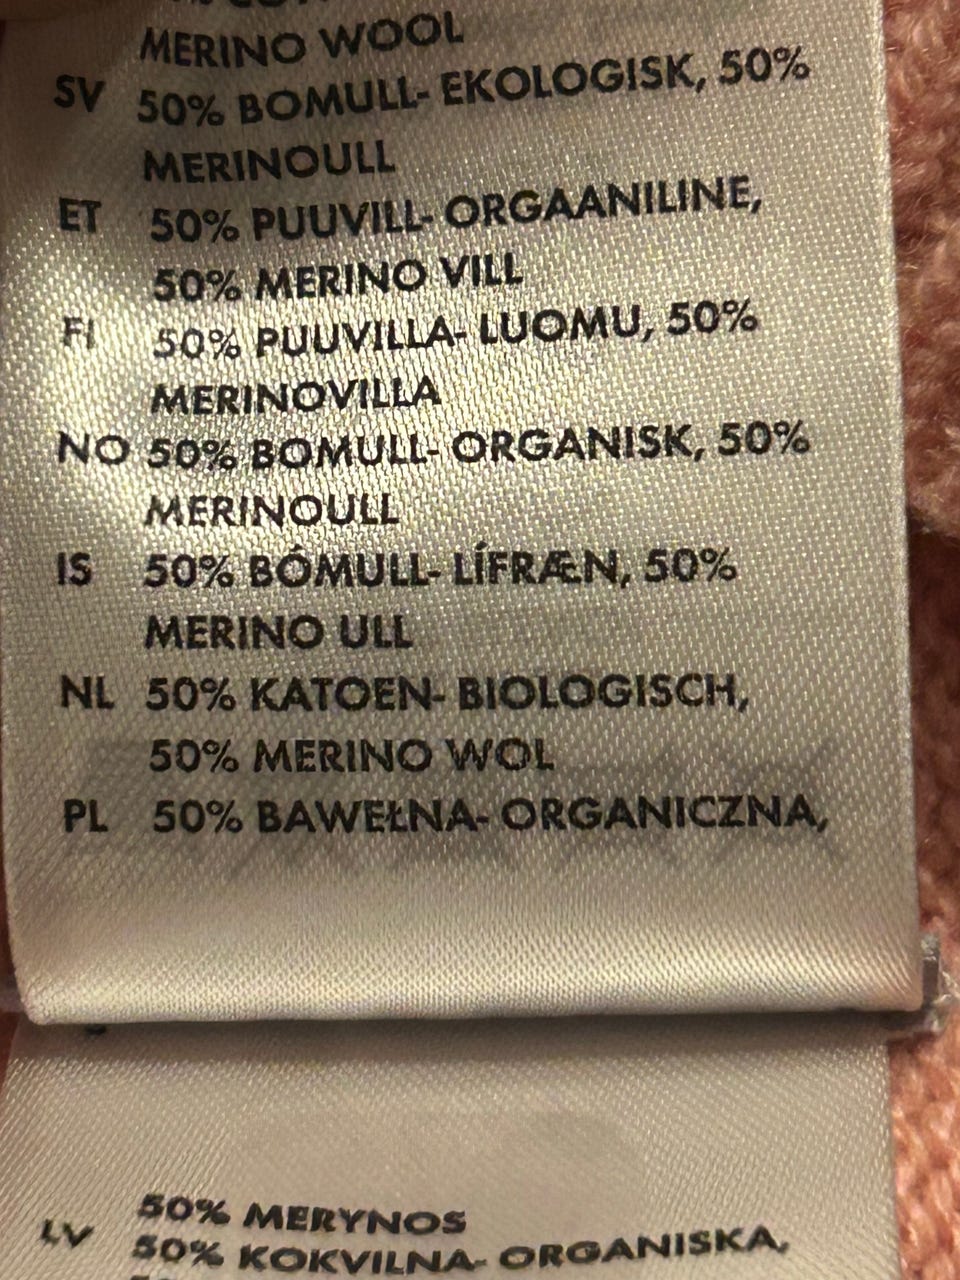 MERINO WOOL
SV 50% BOMULL- EKOLOGISK, 50%
MERINOULL
ET 50% PUUVILL- ORGAANILINE,
50% MERINO VILL
FI 50% PUUVILLA- LUOMU, 50%
MERINOVILLA
NO 50% BOMULL- ORGANISK, 50%
MERINOULL
IS 50% BÓMULL- LÍFRÆN, 50%
MERINO ULL
NL 50% KATOEN- BIOLOGISCH,
50% MERINO WOL
PL 50% BAWEŁNA- ORGANICZNA,
50% MERYNOS
LV 50% KOKVILNA- ORGANISKA,